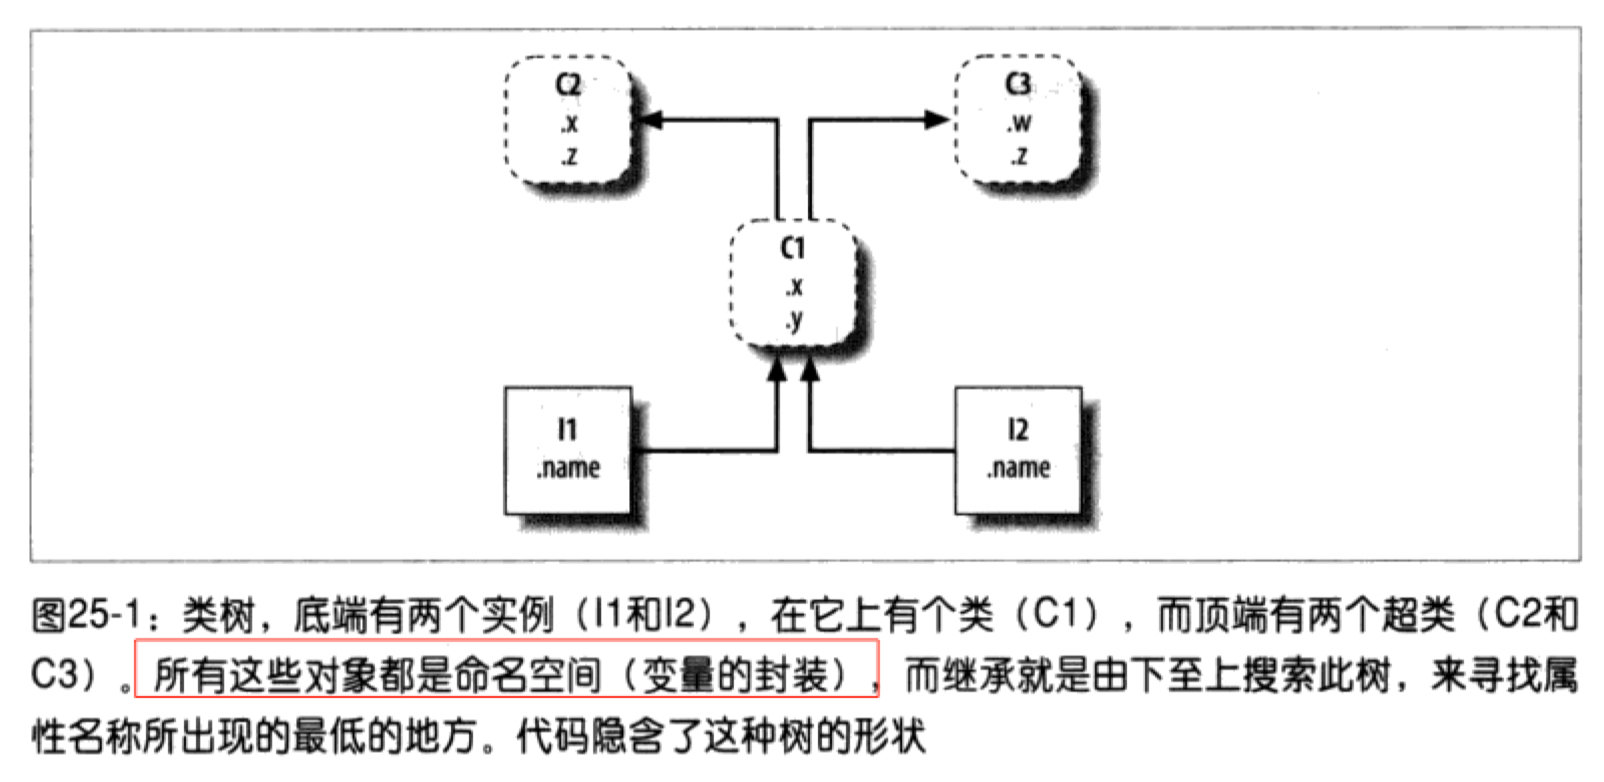 C2
.x
.z
C3
.w
.z
C1
.x
.y
I1
.name
I2
.name
图25-1：类树，底端有两个实例（I1和I2），在它上有个类（C1），而顶端有两个超类（C2和
C3）。所有这些对象都是命名空间（变量的封装），而继承就是由下至上搜索此树，来寻找属
性名称所出现的最低的地方。代码隐含了这种树的形状